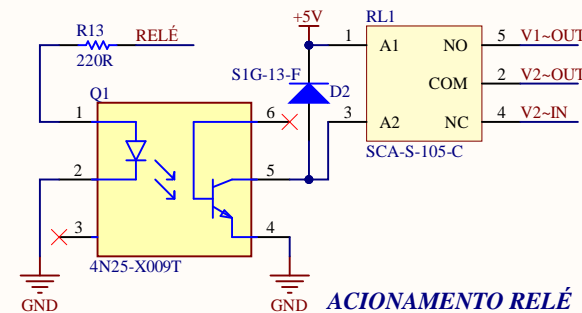 +5V
R13
RELÉ
220R
RL1
1
A1
NO
5
V1~OUT
COM
2
V2~OUT
3
A2
NC
4
V2~IN
SCA-S-105-C
S1G-13-F
D2
Q1
1
6
2
5
3
4
4N25-X009T
GND
GND
ACIONAMENTO RELÉ